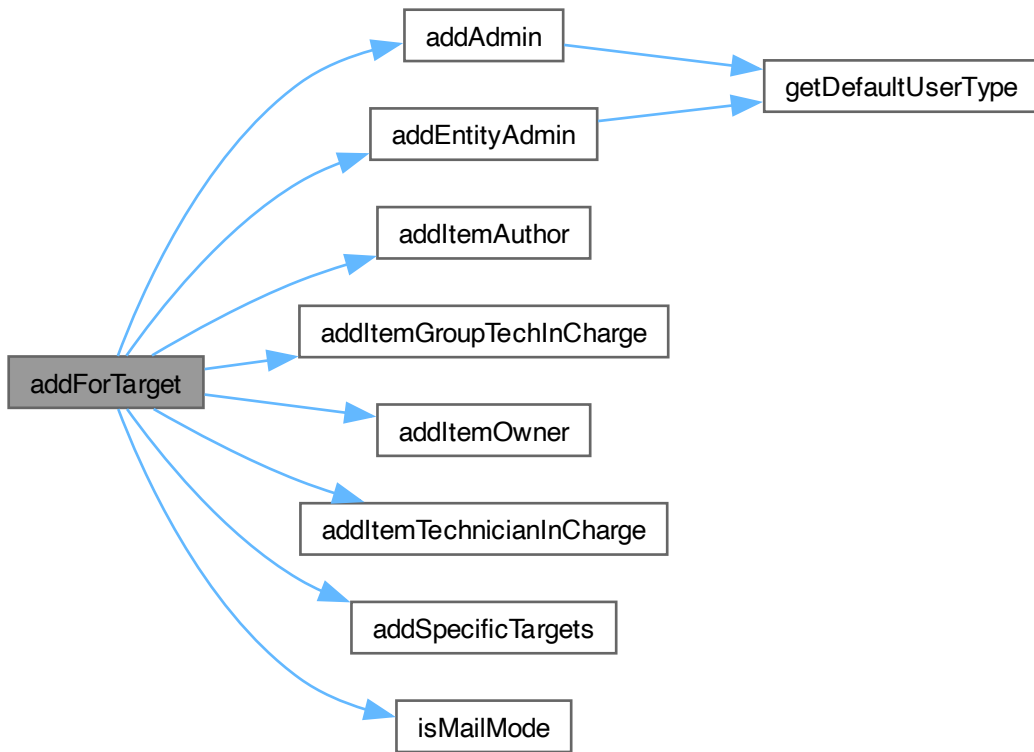 addAdmin
getDefaultUserType
addEntityAdmin
addItemAuthor
addItemGroupTechInCharge
addForTarget
addItemOwner
addItemTechnicianInCharge
addSpecificTargets
isMailMode